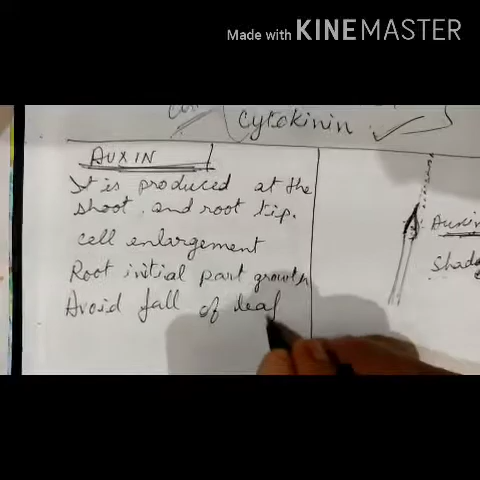 Made with KINEMASTER
Cytokinin
AUXIN
It is produced at the
shoot and root tip.
cell enlargement
Root initial part growth
Avoid fall of leaf
Auxin
Shad